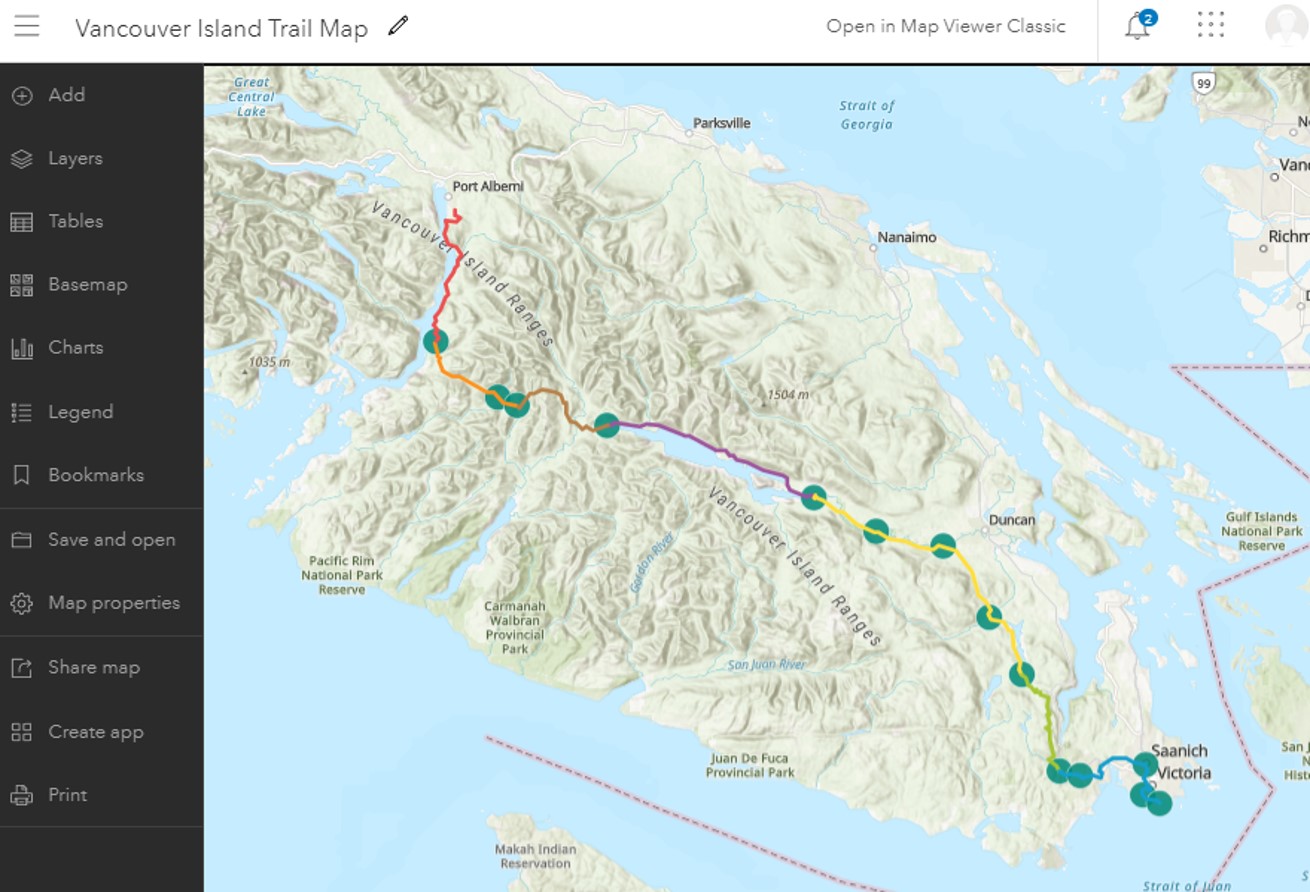 Vancouver Island Trail Map
Open in Map Viewer Classic
2
Add
Layers
Tables
Basemap
Charts
Legend
Bookmarks
Save and open
Map properties
Share map
Create app
Print
Great
Central
Lake
Strait of
Georgia
99
Parksville
Port Alberni
Vancouver Island Ranges
Nanaimo
Richm
1035 m
1504 m
Duncan
Gulf Islands
National Park
Reserve
Vancouver Island Ranges
Gordon River
Pacific Rim
National Park
Reserve
Carmanah
Walbran
Provincial
Park
San Juan River
Juan De Fuca
Provincial Park
Saanich
Victoria
San J
N
Histo
Makah Indian
Reservation
Strait of Juan